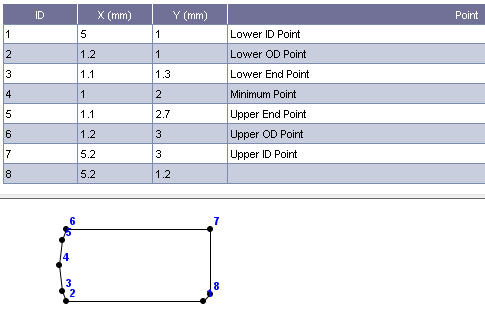 ID X (mm) Y (mm) Point
1 5 1 Lower ID Point
2 1.2 1 Lower OD Point
3 1.1 1.3 Lower End Point
4 1 2 Minimum Point
5 1.1 2.7 Upper End Point
6 1.2 3 Upper OD Point
7 5.2 3 Upper ID Point
8 5.2 1.2
6 7
5
4
3 8
2